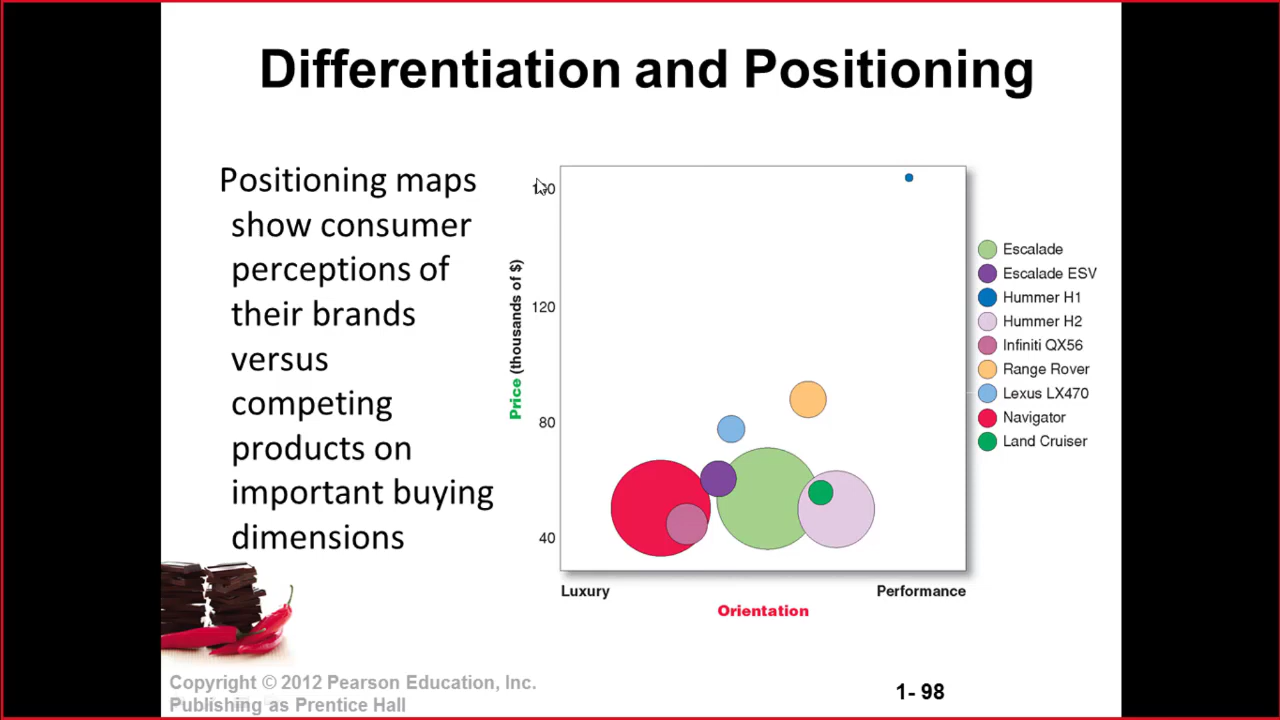 Differentiation and Positioning
Positioning maps
show consumer
perceptions of
their brands
versus
competing
products on
important buying
dimensions
Price (thousands of $)
120
80
40
Luxury
Performance
Orientation
Escalade
Escalade ESV
Hummer H1
Hummer H2
Infiniti QX56
Range Rover
Lexus LX470
Navigator
Land Cruiser
Copyright © 2012 Pearson Education, Inc.
Publishing as Prentice Hall
1- 98